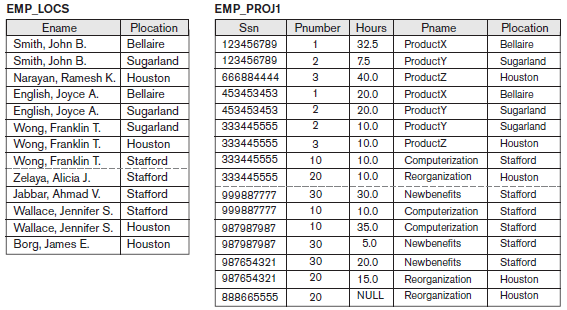 EMP_LOCS
Ename Plocation
Smith, John B. Bellaire
Smith, John B. Sugarland
Narayan, Ramesh K. Houston
English, Joyce A. Bellaire
English, Joyce A. Sugarland
Wong, Franklin T. Sugarland
Wong, Franklin T. Houston
Wong, Franklin T. Stafford
Zelaya, Alicia J. Stafford
Jabbar, Ahmad V. Stafford
Wallace, Jennifer S. Stafford
Wallace, Jennifer S. Houston
Borg, James E. Houston
EMP_PROJ1
Ssn Pnumber Hours Pname Plocation
123456789 1 32.5 ProductX Bellaire
123456789 2 7.5 ProductY Sugarland
666884444 3 40.0 ProductZ Houston
453453453 1 20.0 ProductX Bellaire
453453453 2 20.0 ProductY Sugarland
333445555 2 10.0 ProductY Sugarland
333445555 3 10.0 ProductZ Houston
333445555 10 10.0 Computerization Stafford
333445555 20 10.0 Reorganization Houston
999887777 30 30.0 Newbenefits Stafford
999887777 10 10.0 Computerization Stafford
987987987 10 35.0 Computerization Stafford
987987987 30 5.0 Newbenefits Stafford
987654321 30 20.0 Newbenefits Stafford
987654321 20 15.0 Reorganization Houston
888665555 20 NULL Reorganization Houston